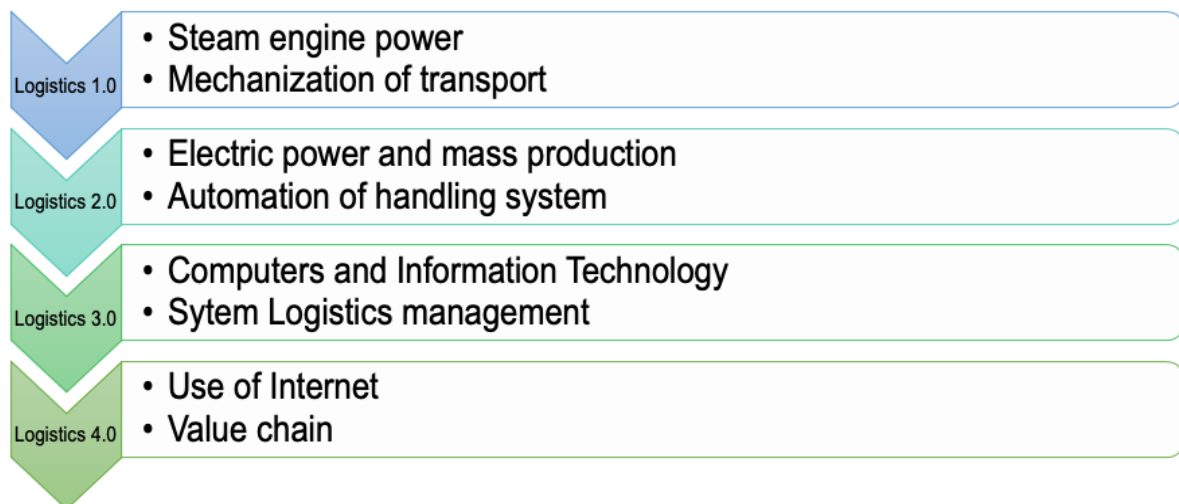 Logistics 1.0
• Steam engine power
• Mechanization of transport
Logistics 2.0
• Electric power and mass production
• Automation of handling system
Logistics 3.0
• Computers and Information Technology
• Sytem Logistics management
Logistics 4.0
• Use of Internet
• Value chain